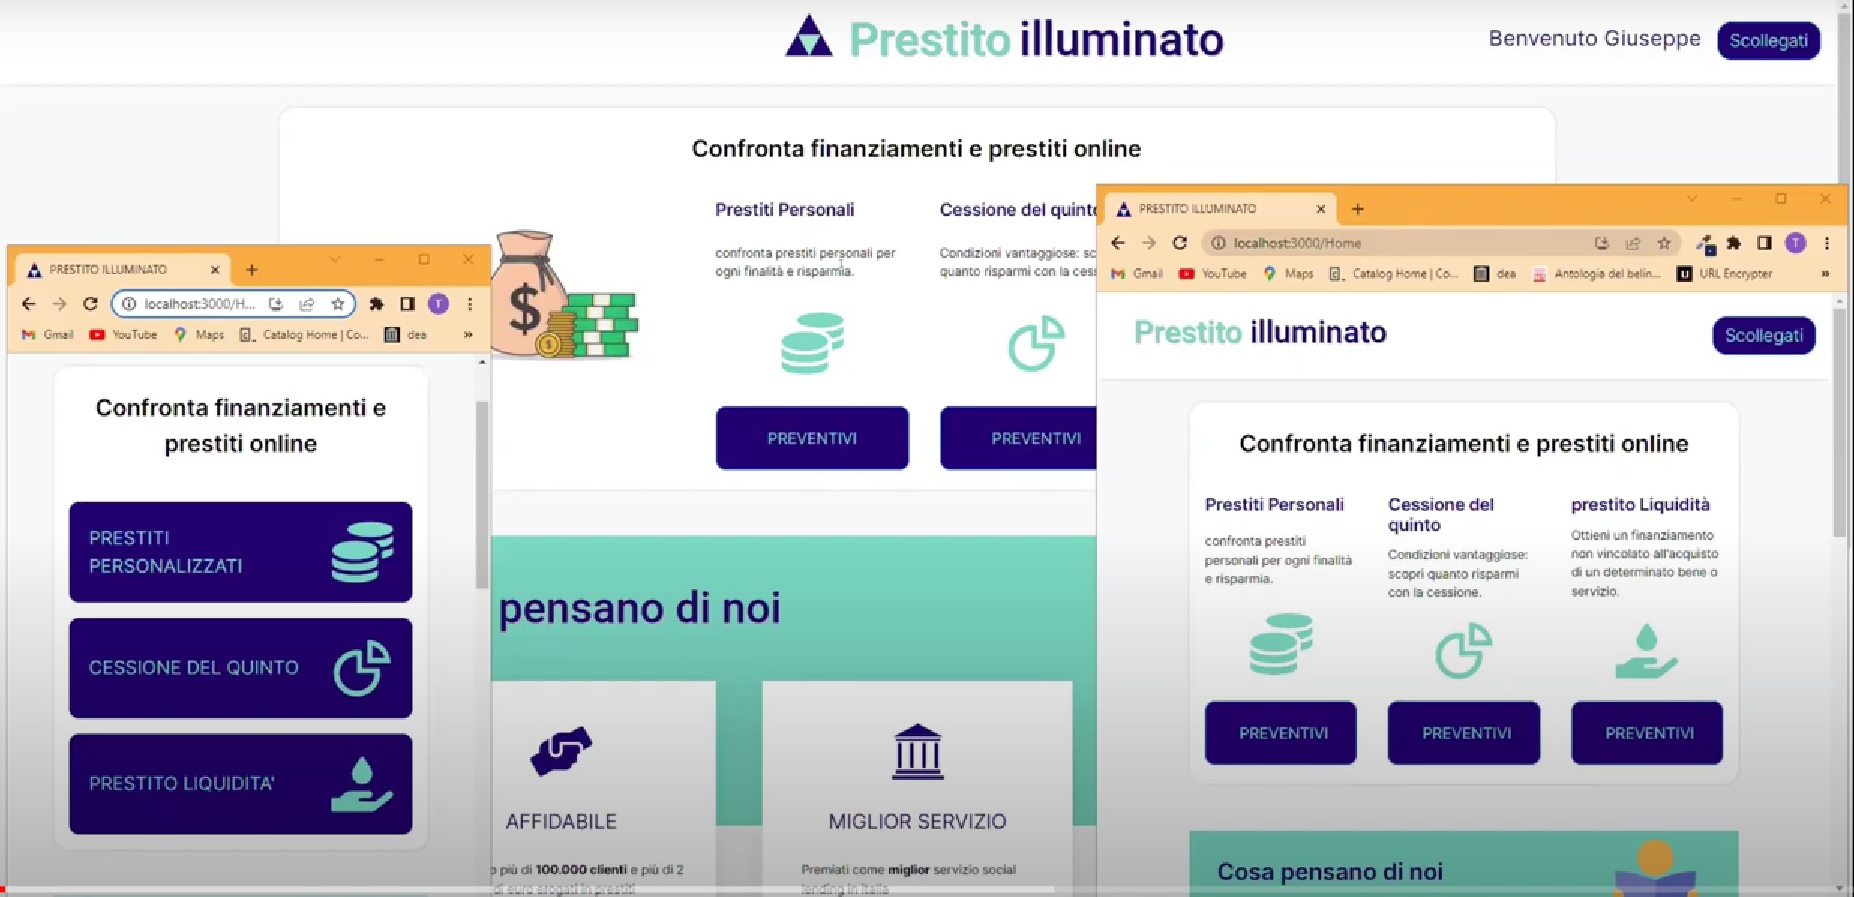 Prestito illuminato
Benvenuto Giuseppe
Scollegati
Confronta finanziamenti e prestiti online
Prestiti Personali
confronta prestiti personali per
ogni finalità e risparmia.
PREVENTIVI
Cessione del quinto
Condizioni vantaggiose: sc
quanto risparmi con la cess
PREVENTIVI
pensano di noi
AFFIDABILE
più di 100.000 clienti e più di 2
di euro erogati in prestiti
MIGLIOR SERVIZIO
Premiati come miglior servizio social
lending in Italia
PRESTITO ILLUMINATO
localhost:3000/H...
Gmail YouTube Maps Catalog Home | Co... dea »
Confronta finanziamenti e
prestiti online
PRESTITI
PERSONALIZZATI
CESSIONE DEL QUINTO
PRESTITO LIQUIDITA'
PRESTITO ILLUMINATO
localhost:3000/Home
T
Gmail YouTube Maps Catalog Home | Co... dea Antologia del belin... URL Encrypter »
Prestito illuminato
Scollegati
Confronta finanziamenti e prestiti online
Prestiti Personali
confronta prestiti
personali per ogni finalità
e risparmia.
PREVENTIVI
Cessione del
quinto
Condizioni vantaggiose:
scopri quanto risparmi
con la cessione.
PREVENTIVI
prestito Liquidità
Ottieni un finanziamento
non vincolato all'acquisto
di un determinato bene o
servizio.
PREVENTIVI
Cosa pensano di noi